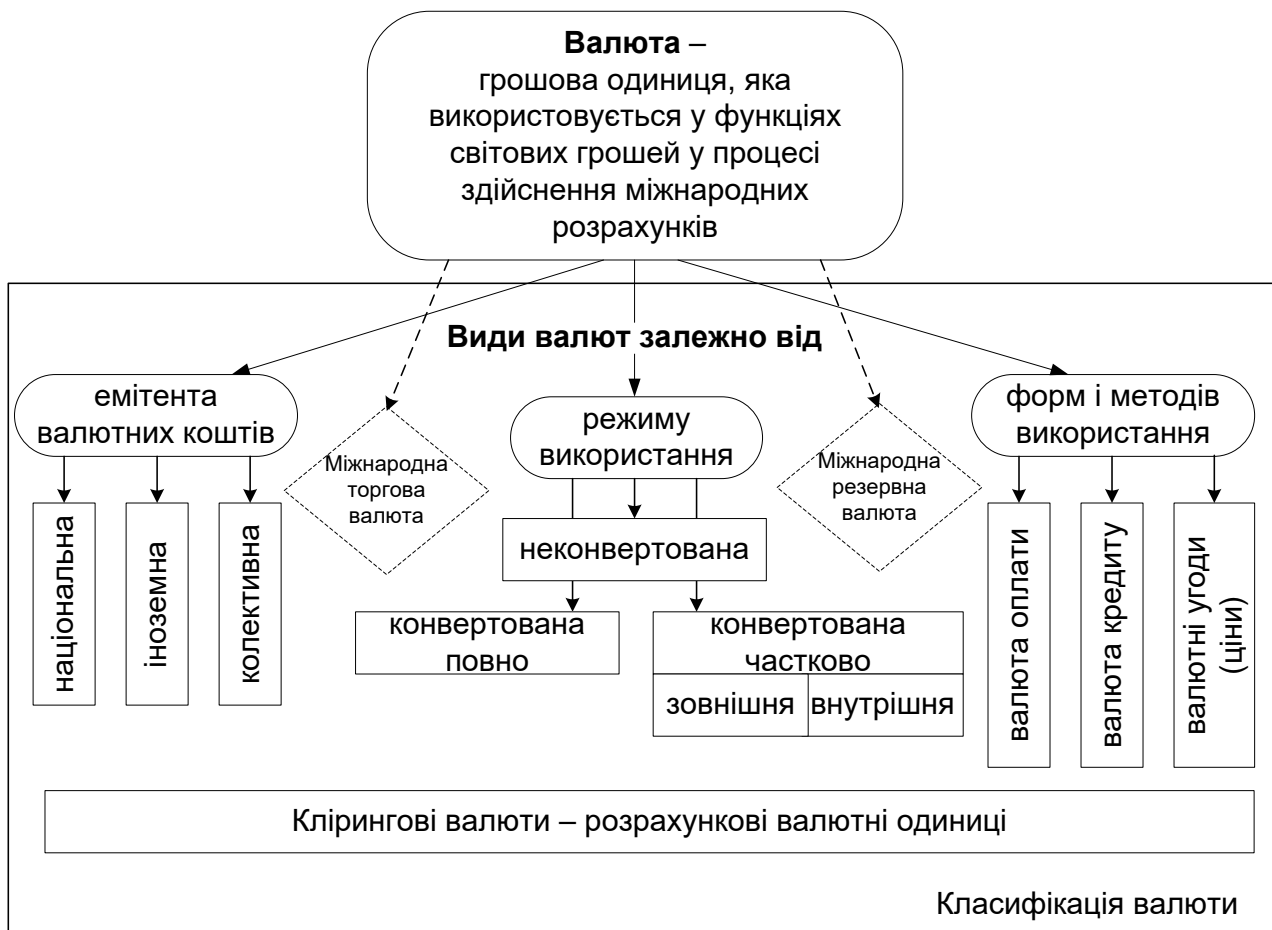 Валюта –
грошова одиниця, яка
використовується у функціях
світових грошей у процесі
здійснення міжнародних
розрахунків
Види валют залежно від
емітента
валютних коштів
національна
іноземна
колективна
Міжнародна
торгова
валюта
режиму
використання
неконвертована
конвертована
повно
конвертована
частково
зовнішня
внутрішня
Міжнародна
резервна
валюта
форм і методів
використання
валюта оплати
валюта кредиту
валютні угоди
(ціни)
Клірингові валюти – розрахункові валютні одиниці
Класифікація валюти